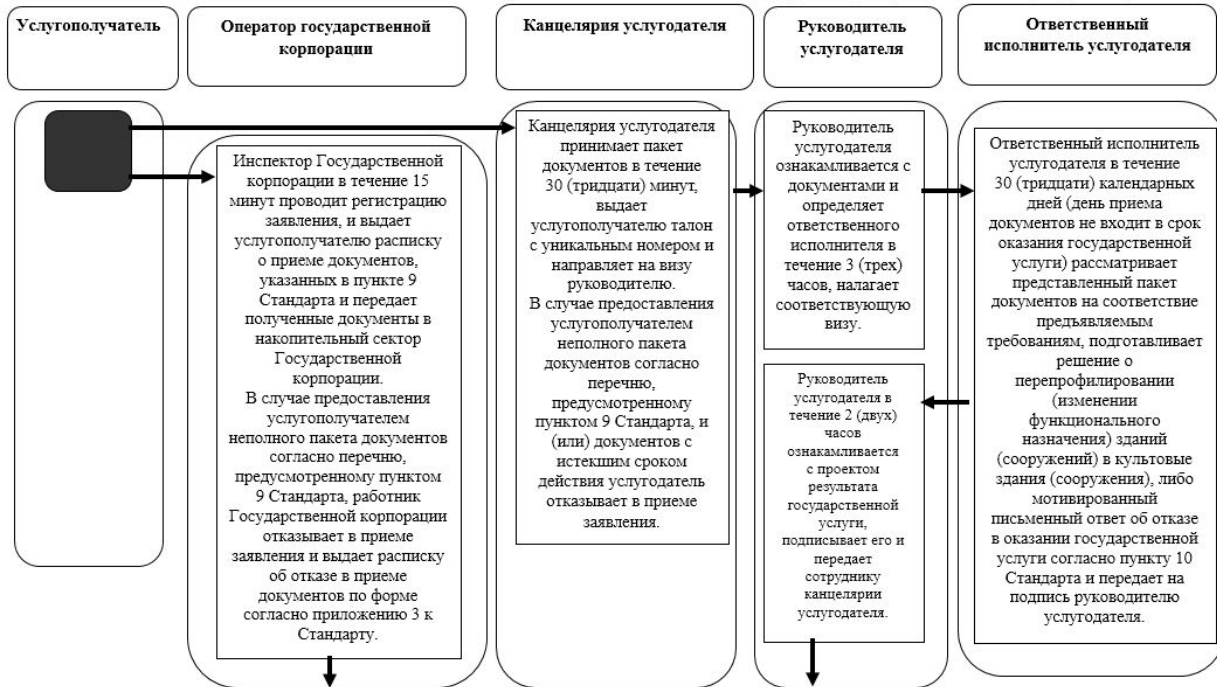 Услугополучатель
Оператор государственной
корпорации
Канцелярия услугодателя
Руководитель
услугодателя
Ответственный
исполнитель услугодателя
Инспектор Государственной
корпорации в течение 15
минут проводит регистрацию
заявления, и выдает
услугополучателю расписку
о приеме документов,
указанных в пункте 9
Стандарта и передает
полученные документы в
накопительный сектор
Государственной
корпорации.
В случае предоставления
услугополучателем
неполного пакета документов
согласно перечню,
предусмотренному пунктом
9 Стандарта, работник
Государственной корпорации
отказывает в приеме
заявления и выдает расписку
об отказе в приеме
документов по форме
согласно приложению 3 к
Стандарту.
Канцелярия услугодателя
принимает пакет
документов в течение
30 (тридцати) минут,
выдает
услугополучателю талон
с уникальным номером и
направляет на визу
руководителю.
В случае предоставления
услугополучателем
неполного пакета
документов согласно
перечню,
предусмотренному
пунктом 9 Стандарта, и
(или) документов с
истекшим сроком
действия услугодатель
отказывает в приеме
заявления.
Руководитель
услугодателя
ознакамливается с
документами и
определяет
ответственного
исполнителя в
течение 3 (трех)
часов, налагает
соответствующую
визу.
Руководитель
услугодателя в
течение 2 (двух)
часов
ознакамливается
с проектом
результата
государственной
услуги,
подписывает его и
передает
сотруднику
канцелярии
услугодателя.
Ответственный исполнитель
услугодателя в течение
30 (тридцати) календарных
дней (день приема
документов не входит в срок
оказания государственной
услуги) рассматривает
представленный пакет
документов на соответствие
предъявляемым
требованиям, подготавливает
решение о
перепрофилировании
(изменении
функционального
назначения) зданий
(сооружений) в культовые
здания (сооружения), либо
мотивированный
письменный ответ об отказе
в оказании государственной
услуги согласно пункту 10
Стандарта и передает на
подпись руководителю
услугодателя.